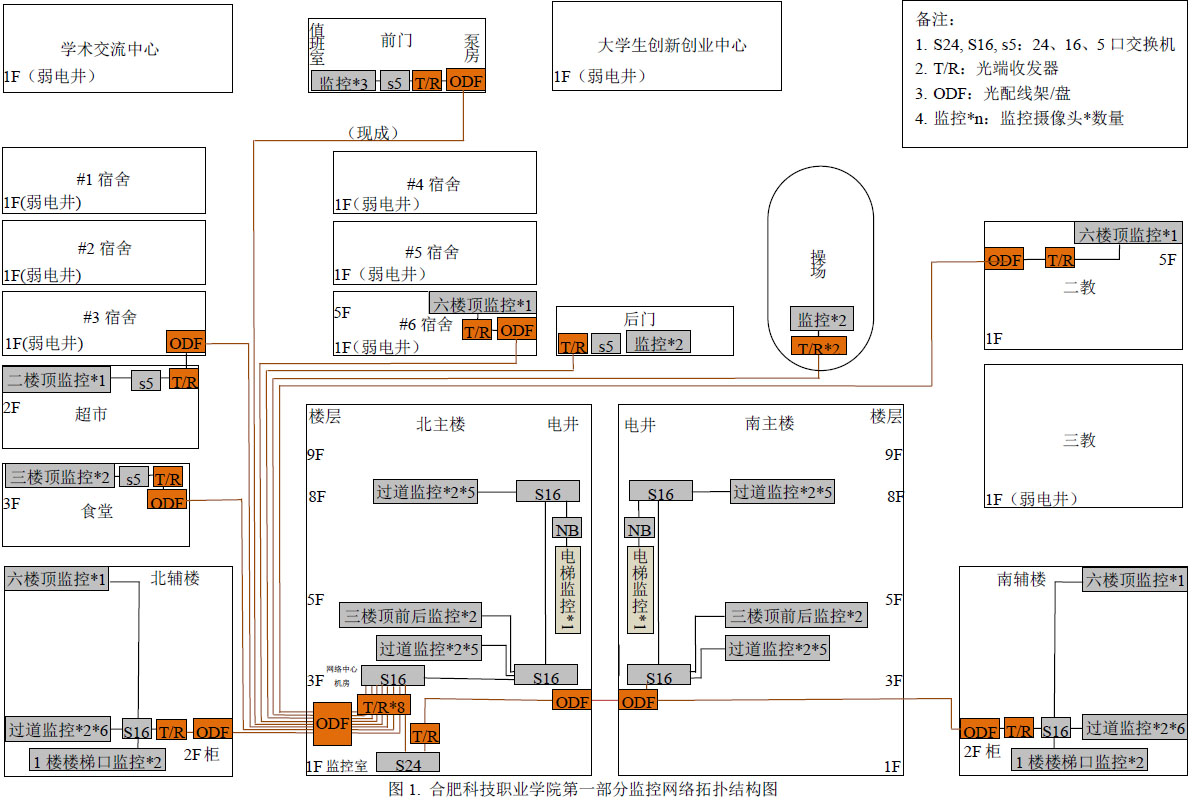 学术交流中心
1F（弱电井）
值班室
前门
泵房
监控*3
s5
T/R
ODF
（现成）
大学生创新创业中心
1F（弱电井）
备注：
1. S24, S16, s5：24、16、5 口交换机
2. T/R：光端收发器
3. ODF：光配线架/盘
4. 监控*n：监控摄像头*数量
#1 宿舍
1F(弱电井)
#2 宿舍
1F(弱电井)
#3 宿舍
1F(弱电井)
ODF
#4 宿舍
1F（弱电井）
#5 宿舍
1F（弱电井）
5F
六楼顶监控*1
#6 宿舍
T/R
ODF
1F（弱电井）
后门
T/R
s5
监控*2
操场
监控*2
T/R*2
六楼顶监控*1
ODF
T/R
5F
二教
1F
三教
1F（弱电井）
二楼顶监控*1
s5
T/R
2F
超市
三楼顶监控*2
s5
T/R
ODF
3F
食堂
六楼顶监控*1
北辅楼
过道监控*2*6
S16
T/R
ODF
2F 柜
1 楼楼梯口监控*2
楼层
北主楼
电井
9F
8F
过道监控*2*5
S16
NB
电梯监控*1
5F
三楼顶前后监控*2
过道监控*2*5
S16
网络中心
机房
3F
S16
T/R*8
ODF
ODF
T/R
1F 监控室
S24
电井
南主楼
楼层
9F
8F
S16
过道监控*2*5
NB
电梯监控*1
5F
三楼顶前后监控*2
过道监控*2*5
S16
3F
ODF
1F
南辅楼
六楼顶监控*1
ODF
T/R
S16
过道监控*2*6
2F 柜
1 楼楼梯口监控*2
图 1. 合肥科技职业学院第一部分监控网络拓扑结构图